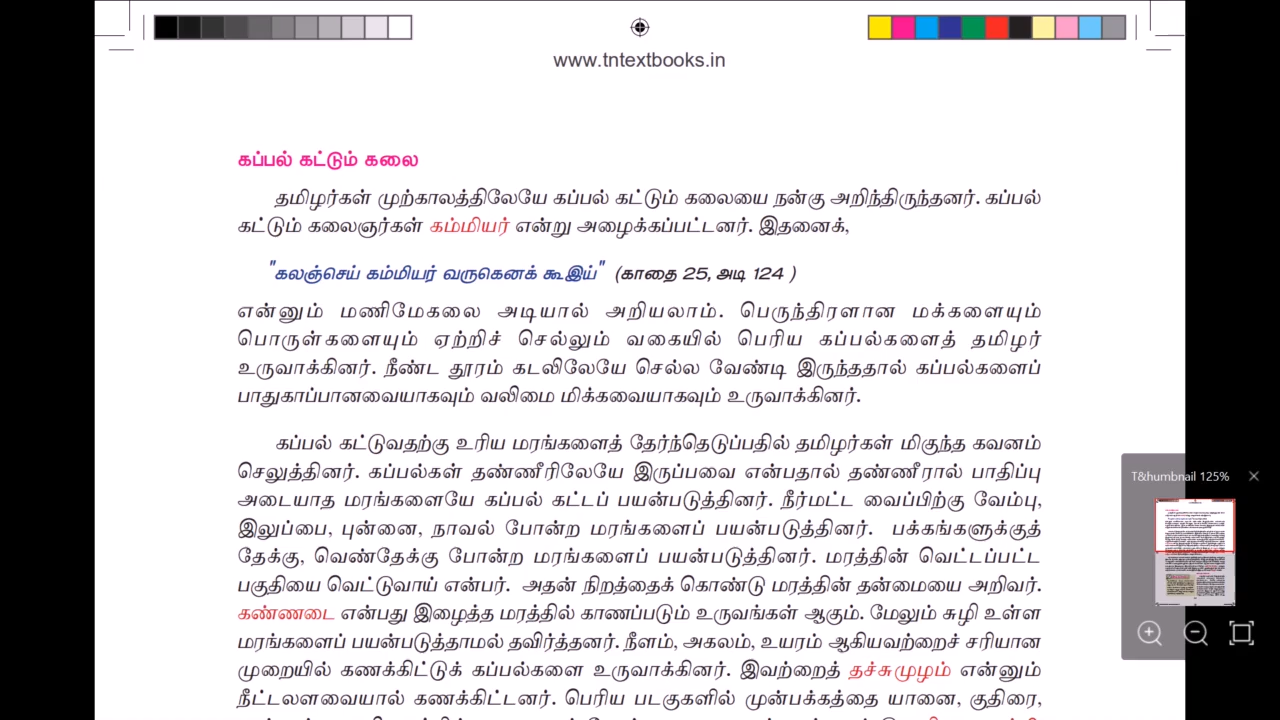 www.tntextbooks.in
கப்பல் கட்டும் கலை
தமிழர்கள் முற்காலத்திலேயே கப்பல் கட்டும் கலையை நன்கு அறிந்திருந்தனர். கப்பல்
கட்டும் கலைஞர்கள் கம்மியர் என்று அழைக்கப்பட்டனர். இதனைக்,
"கலஞ்செய் கம்மியர் வருகெனக் கூஇய்" (காதை 25, அடி 124 )
என்னும் மணிமேகலை அடியால் அறியலாம். பெருந்திரளான மக்களையும்
பொருள்களையும் ஏற்றிச் செல்லும் வகையில் பெரிய கப்பல்களைத் தமிழர்
உருவாக்கினர். நீண்ட தூரம் கடலிலேயே செல்ல வேண்டி இருந்ததால் கப்பல்களைப்
பாதுகாப்பானவையாகவும் வலிமை மிக்கவையாகவும் உருவாக்கினர்.
கப்பல் கட்டுவதற்கு உரிய மரங்களைத் தேர்ந்தெடுப்பதில் தமிழர்கள் மிகுந்த கவனம்
செலுத்தினர். கப்பல்கள் தண்ணீரிலேயே இருப்பவை என்பதால் தண்ணீரால் பாதிப்பு
அடையாத மரங்களையே கப்பல் கட்டப் பயன்படுத்தினர். நீர்மட்ட வைப்பிற்கு வேம்பு,
இலுப்பை, புன்னை, நாவல் போன்ற மரங்களைப் பயன்படுத்தினர். பக்கங்களுக்குத்
தேக்கு, வெண்தேக்கு போன்ற மரங்களைப் பயன்படுத்தினர். மரத்தின் வெட்டப்பட்ட
பகுதியை வெட்டுவாய் என்பர். அதன் நிறத்தைக் கொண்டு மரத்தின் தன்மையை அறிவர்.
கண்ணடை என்பது இழைத்த மரத்தில் காணப்படும் உருவங்கள் ஆகும். மேலும் சுழி உள்ள
மரங்களைப் பயன்படுத்தாமல் தவிர்த்தனர். நீளம், அகலம், உயரம் ஆகியவற்றைச் சரியான
முறையில் கணக்கிட்டுக் கப்பல்களை உருவாக்கினர். இவற்றைத் தச்சுமுழம் என்னும்
நீட்டலளவையால் கணக்கிட்டனர். பெரிய படகுகளில் முன்பக்கத்தை யானை, குதிரை,
T&humbnail 125%